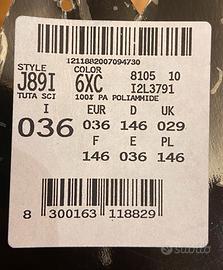 1211882007094730
STYLE COLOR 8105 10
J89I 6XC I2L3791
TUTA SCI 100% PA POLIAMMIDE
I EUR D UK
036 036 146 029
F E PL
146 036 146
8 300163 118829
subito